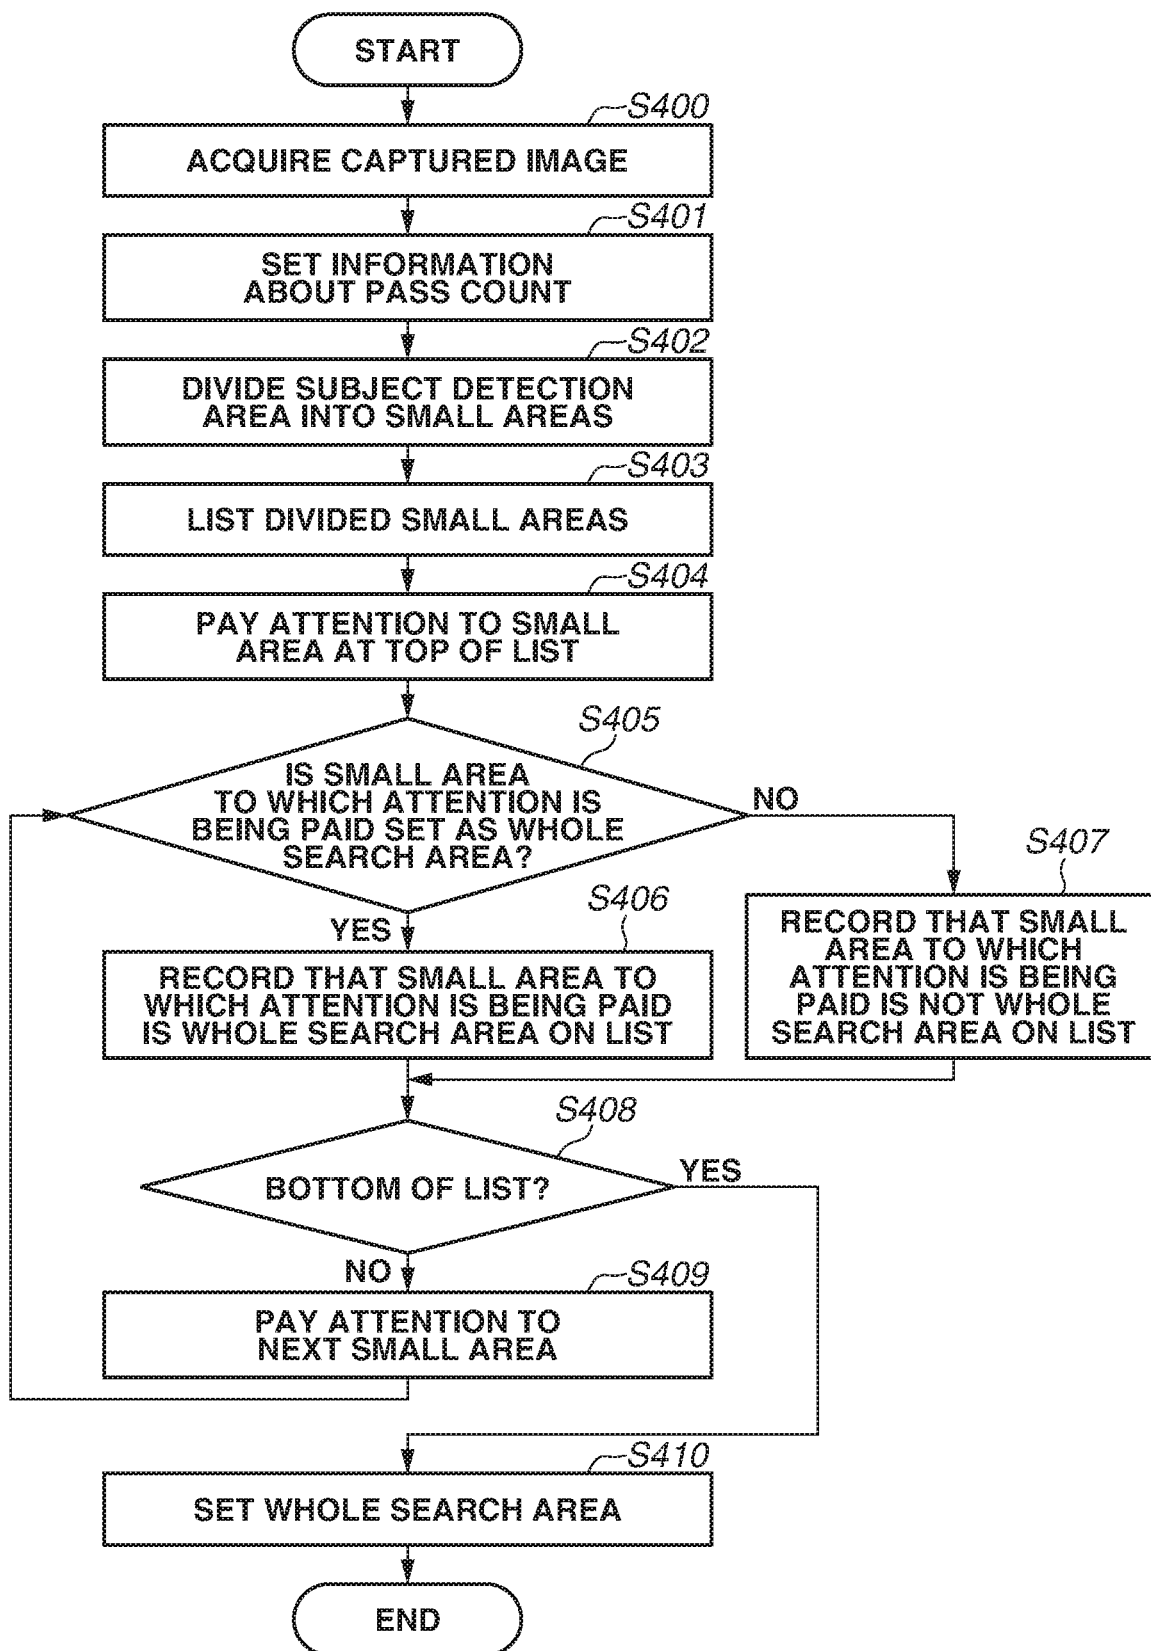 START
S400
ACQUIRE CAPTURED IMAGE
S401
SET INFORMATION
ABOUT PASS COUNT
S402
DIVIDE SUBJECT DETECTION
AREA INTO SMALL AREAS
S403
LIST DIVIDED SMALL AREAS
S404
PAY ATTENTION TO SMALL
AREA AT TOP OF LIST
S405
IS SMALL AREA
TO WHICH ATTENTION IS
BEING PAID SET AS WHOLE
SEARCH AREA?
NO
YES
S406
RECORD THAT SMALL AREA TO
WHICH ATTENTION IS BEING PAID
IS WHOLE SEARCH AREA ON LIST
S407
RECORD THAT SMALL
AREA TO WHICH
ATTENTION IS BEING
PAID IS NOT WHOLE
SEARCH AREA ON LIST
S408
BOTTOM OF LIST?
YES
NO
S409
PAY ATTENTION TO
NEXT SMALL AREA
S410
SET WHOLE SEARCH AREA
END